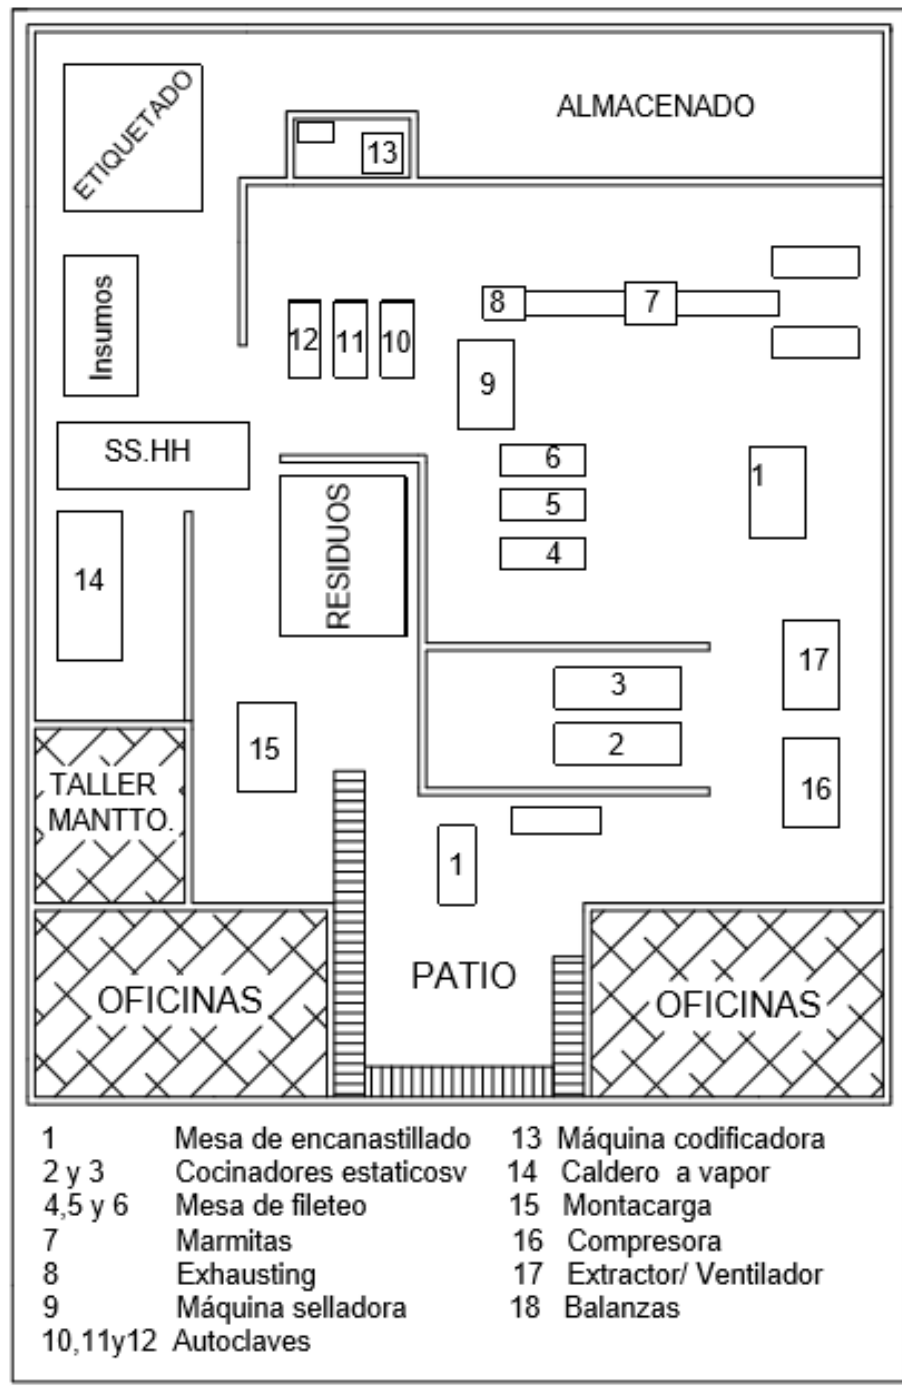 ALMACENADO
ETIQUETADO
13
Insumos
8
7
12
11
10
9
SS.HH
6
1
5
RESIDUOS
4
14
17
3
15
2
TALLER
MANTTO.
16
1
PATIO
OFICINAS
OFICINAS
1 Mesa de encanastillado
2 y 3 Cocinadores estaticosv
4,5 y 6 Mesa de fileteo
7 Marmitas
8 Exhausting
9 Máquina selladora
10,11y12 Autoclaves
13 Máquina codificadora
14 Caldero a vapor
15 Montacarga
16 Compresora
17 Extractor/ Ventilador
18 Balanzas